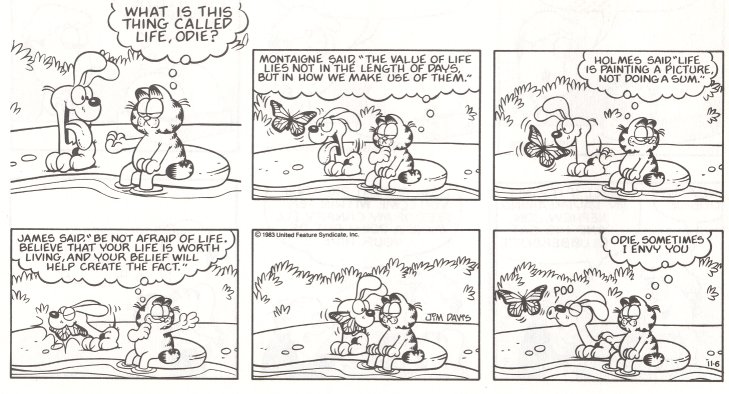 WHAT IS THIS
THING CALLED
LIFE, ODIE?
MONTAIGNE SAID, "THE VALUE OF LIFE
LIES NOT IN THE LENGTH OF DAYS,
BUT IN HOW WE MAKE USE OF THEM."
HOLMES SAID, "LIFE
IS PAINTING A PICTURE,
NOT DOING A SUM."
JAMES SAID, "BE NOT AFRAID OF LIFE.
BELIEVE THAT YOUR LIFE IS WORTH
LIVING, AND YOUR BELIEF WILL
HELP CREATE THE FACT."
© 1983 United Feature Syndicate, Inc.
JIM DAVIS
ODIE, SOMETIMES
I ENVY YOU
POO
11-6